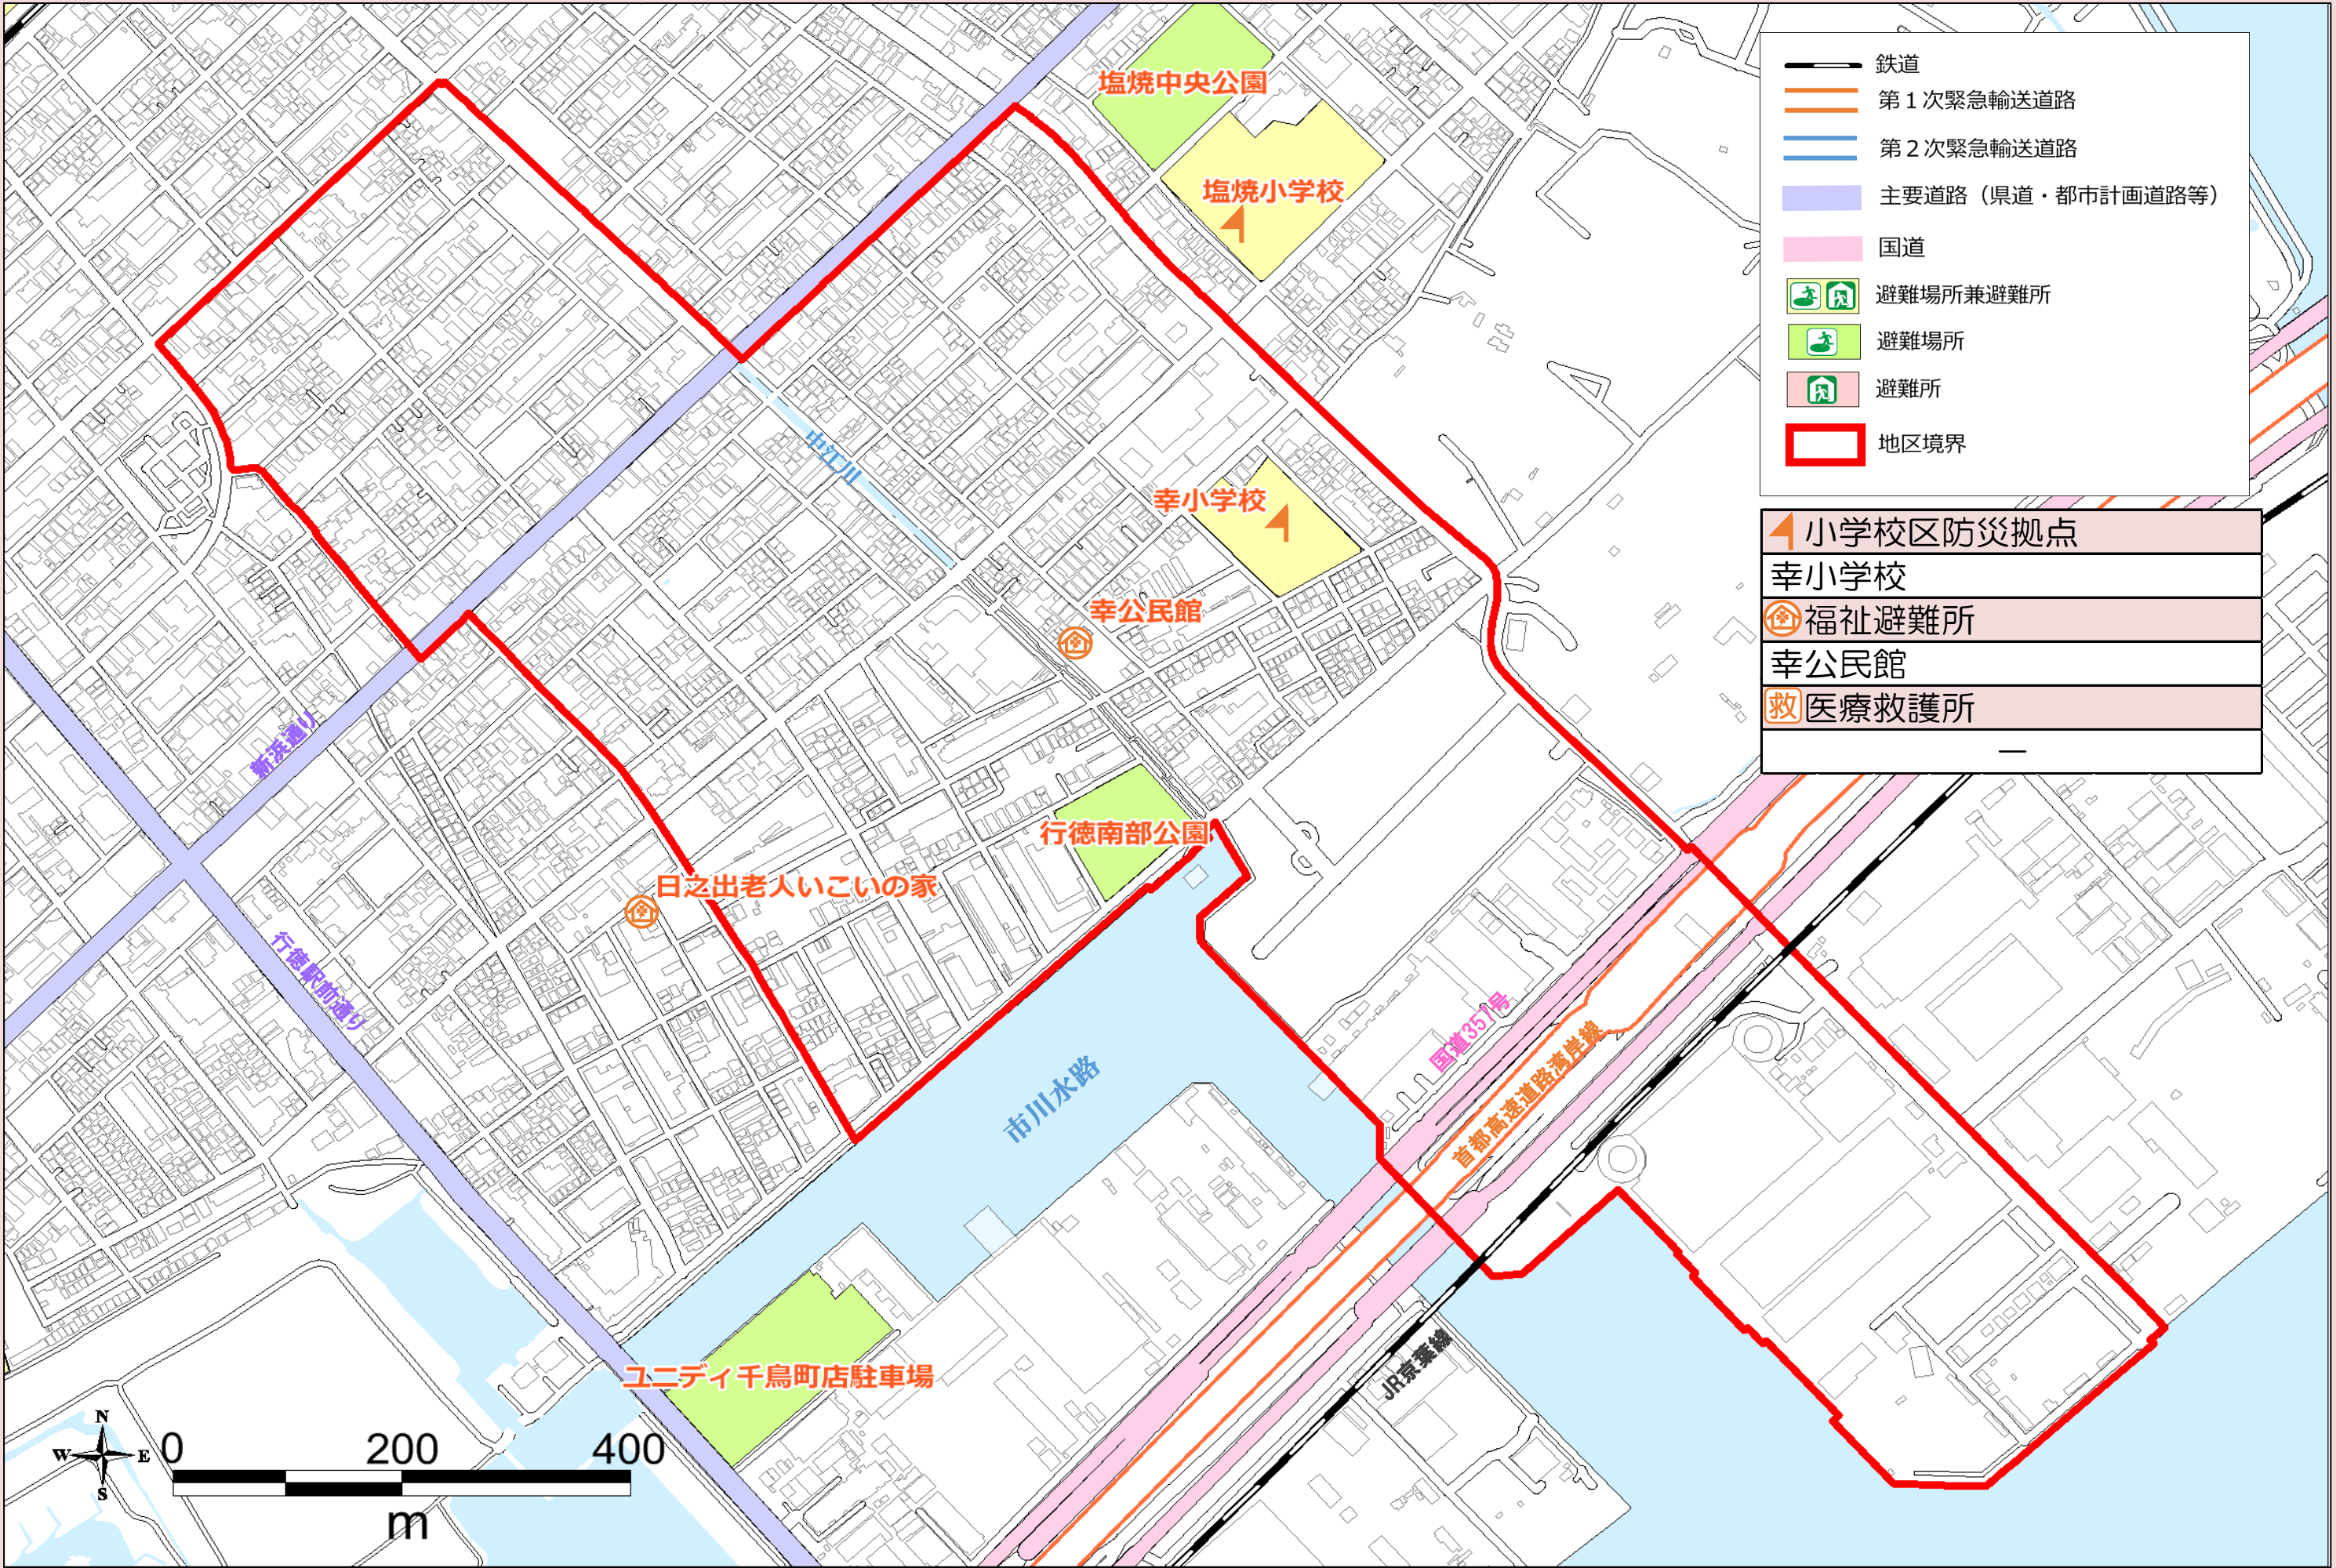 塩焼中央公園
塩焼小学校
鉄道
第1次緊急輸送道路
第2次緊急輸送道路
主要道路（県道・都市計画道路等）
国道
避難場所兼避難所
避難場所
避難所
地区境界
中江川
幸小学校
幸公民館
小学校区防災拠点
幸小学校
福祉避難所
幸公民館
救 医療救護所
―
新浜通り
行徳南部公園
日之出老人いこいの家
行徳駅前通り
国道357号
首都高速道路湾岸線
市川水路
JR京葉線
ユニディ千鳥町店駐車場
N
W E
S
0 200 400
m